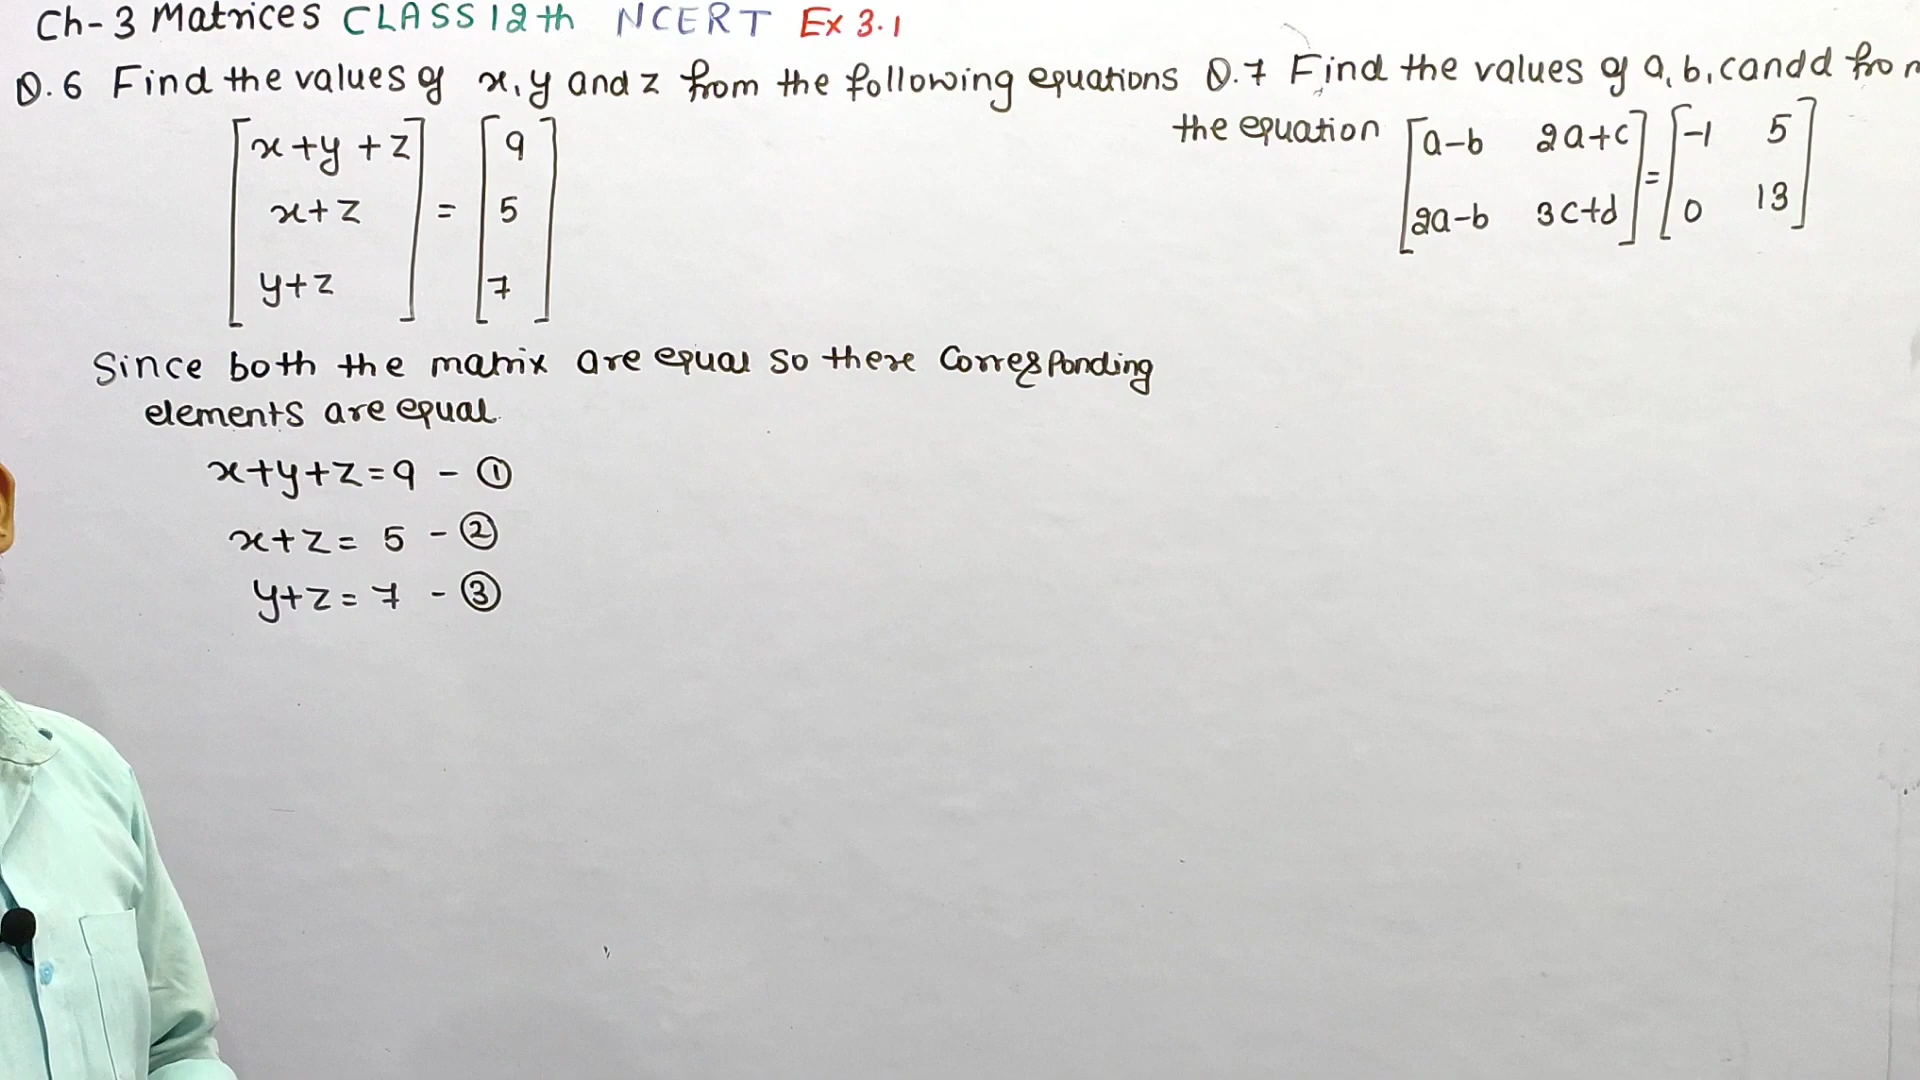 Ch-3 Matrices CLASS 12th NCERT Ex 3.1
Q.6 Find the values of x, y and z from the following equations
[x+y+z] = [9]
[x+z] = [5]
[y+z] = [7]
Since both the matrix are equal so there Corresponding
elements are equal.
x+y+z=9 - ①
x+z= 5 - ②
y+z= 7 - ③
Q.7 Find the values of a, b, c and d from
the equation [a-b 2a+c] = [-1 5]
[2a-b 3c+d] [0 13]